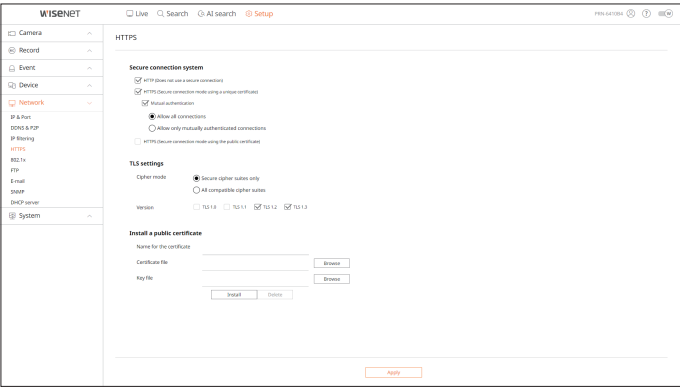 WISENET
Live Search AI search Setup
PRN-6410B4
Camera
Record
Event
Device
Network
IP & Port
DDNS & P2P
IP filtering
HTTPS
802.1x
FTP
E-mail
SNMP
DHCP server
System
HTTPS
Secure connection system
HTTP (Does not use a secure connection)
HTTPS (Secure connection mode using a unique certificate)
Mutual authentication
Allow all connections
Allow only mutually authenticated connections
HTTPS (Secure connection mode using the public certificate)
TLS settings
Cipher mode
Secure cipher suites only
All compatible cipher suites
Version
TLS 1.0 TLS 1.1 TLS 1.2 TLS 1.3
Install a public certificate
Name for the certificate
Certificate file Browse
Key file Browse
Install Delete
Apply